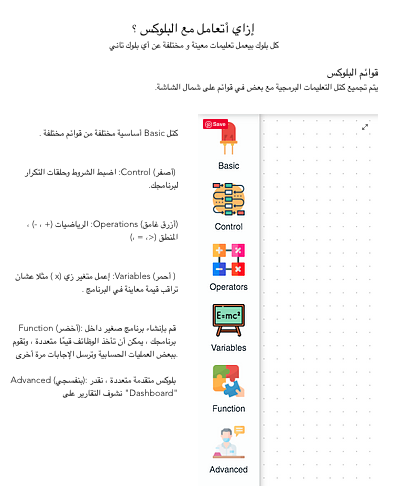 إزاي أتعامل مع البلوكس ؟
كل بلوك بيعمل تعليمات معينة و مختلفة عن أي بلوك تاني
قوائم البلوكس
يتم تجميع كتل التعليمات البرمجية مع بعض في قوائم على شمال الشاشة.
Save
كتل Basic أساسية مختلفة من قوائم مختلفة .
Basic
(أصفر) Control: اضبط الشروط وحلقات التكرار
لبرنامجك.
Control
(أزرق غامق) Operations: الرياضيات (+ ، -) ،
المنطق (<، = ،)
Operators
( أحمر) Variables: إعمل متغير زي (x ) مثلا عشان
تراقب قيمة معاينة في البرنامج .
E=mc²
Variables
قم بإنشاء برنامج صغير داخل :(أخضر) Function
برنامجك ، يمكن أن تأخذ الوظائف قيمًا متعددة ، وتقوم
.ببعض العمليات الحسابية وترسل الإجابات مرة أخرى
Function
بلوكس متقدمة متعددة ، تقدر :(بنفسجي) Advanced
"Dashboard" تشوف التقارير على
Advanced